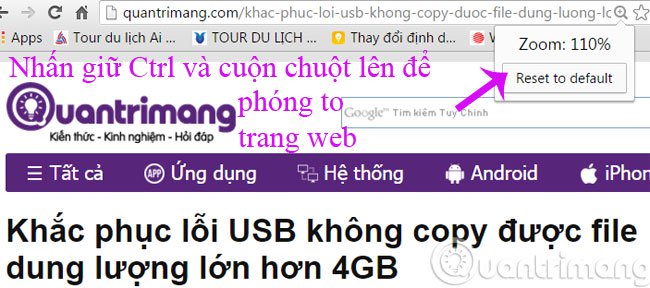 quantrimang.com/khac-phuc-loi-usb-khong-copy-duoc-file-dung-luong-lc
Apps Tour du lịch Ai ... TOUR DU LỊCH ... Thay đổi định d...
Zoom: 110%
Reset to default
Nhấn giữ Ctrl và cuộn chuột lên để
phóng to
trang web
Quantrimang
Kiến thức - Kinh nghiệm - Hỏi đáp
Google™ Tìm kiếm Tùy Chỉnh
☰ Tất cả APP Ứng dụng Hệ thống Android iPhon
Khắc phục lỗi USB không copy được file
dung lượng lớn hơn 4GB
Quantrimang